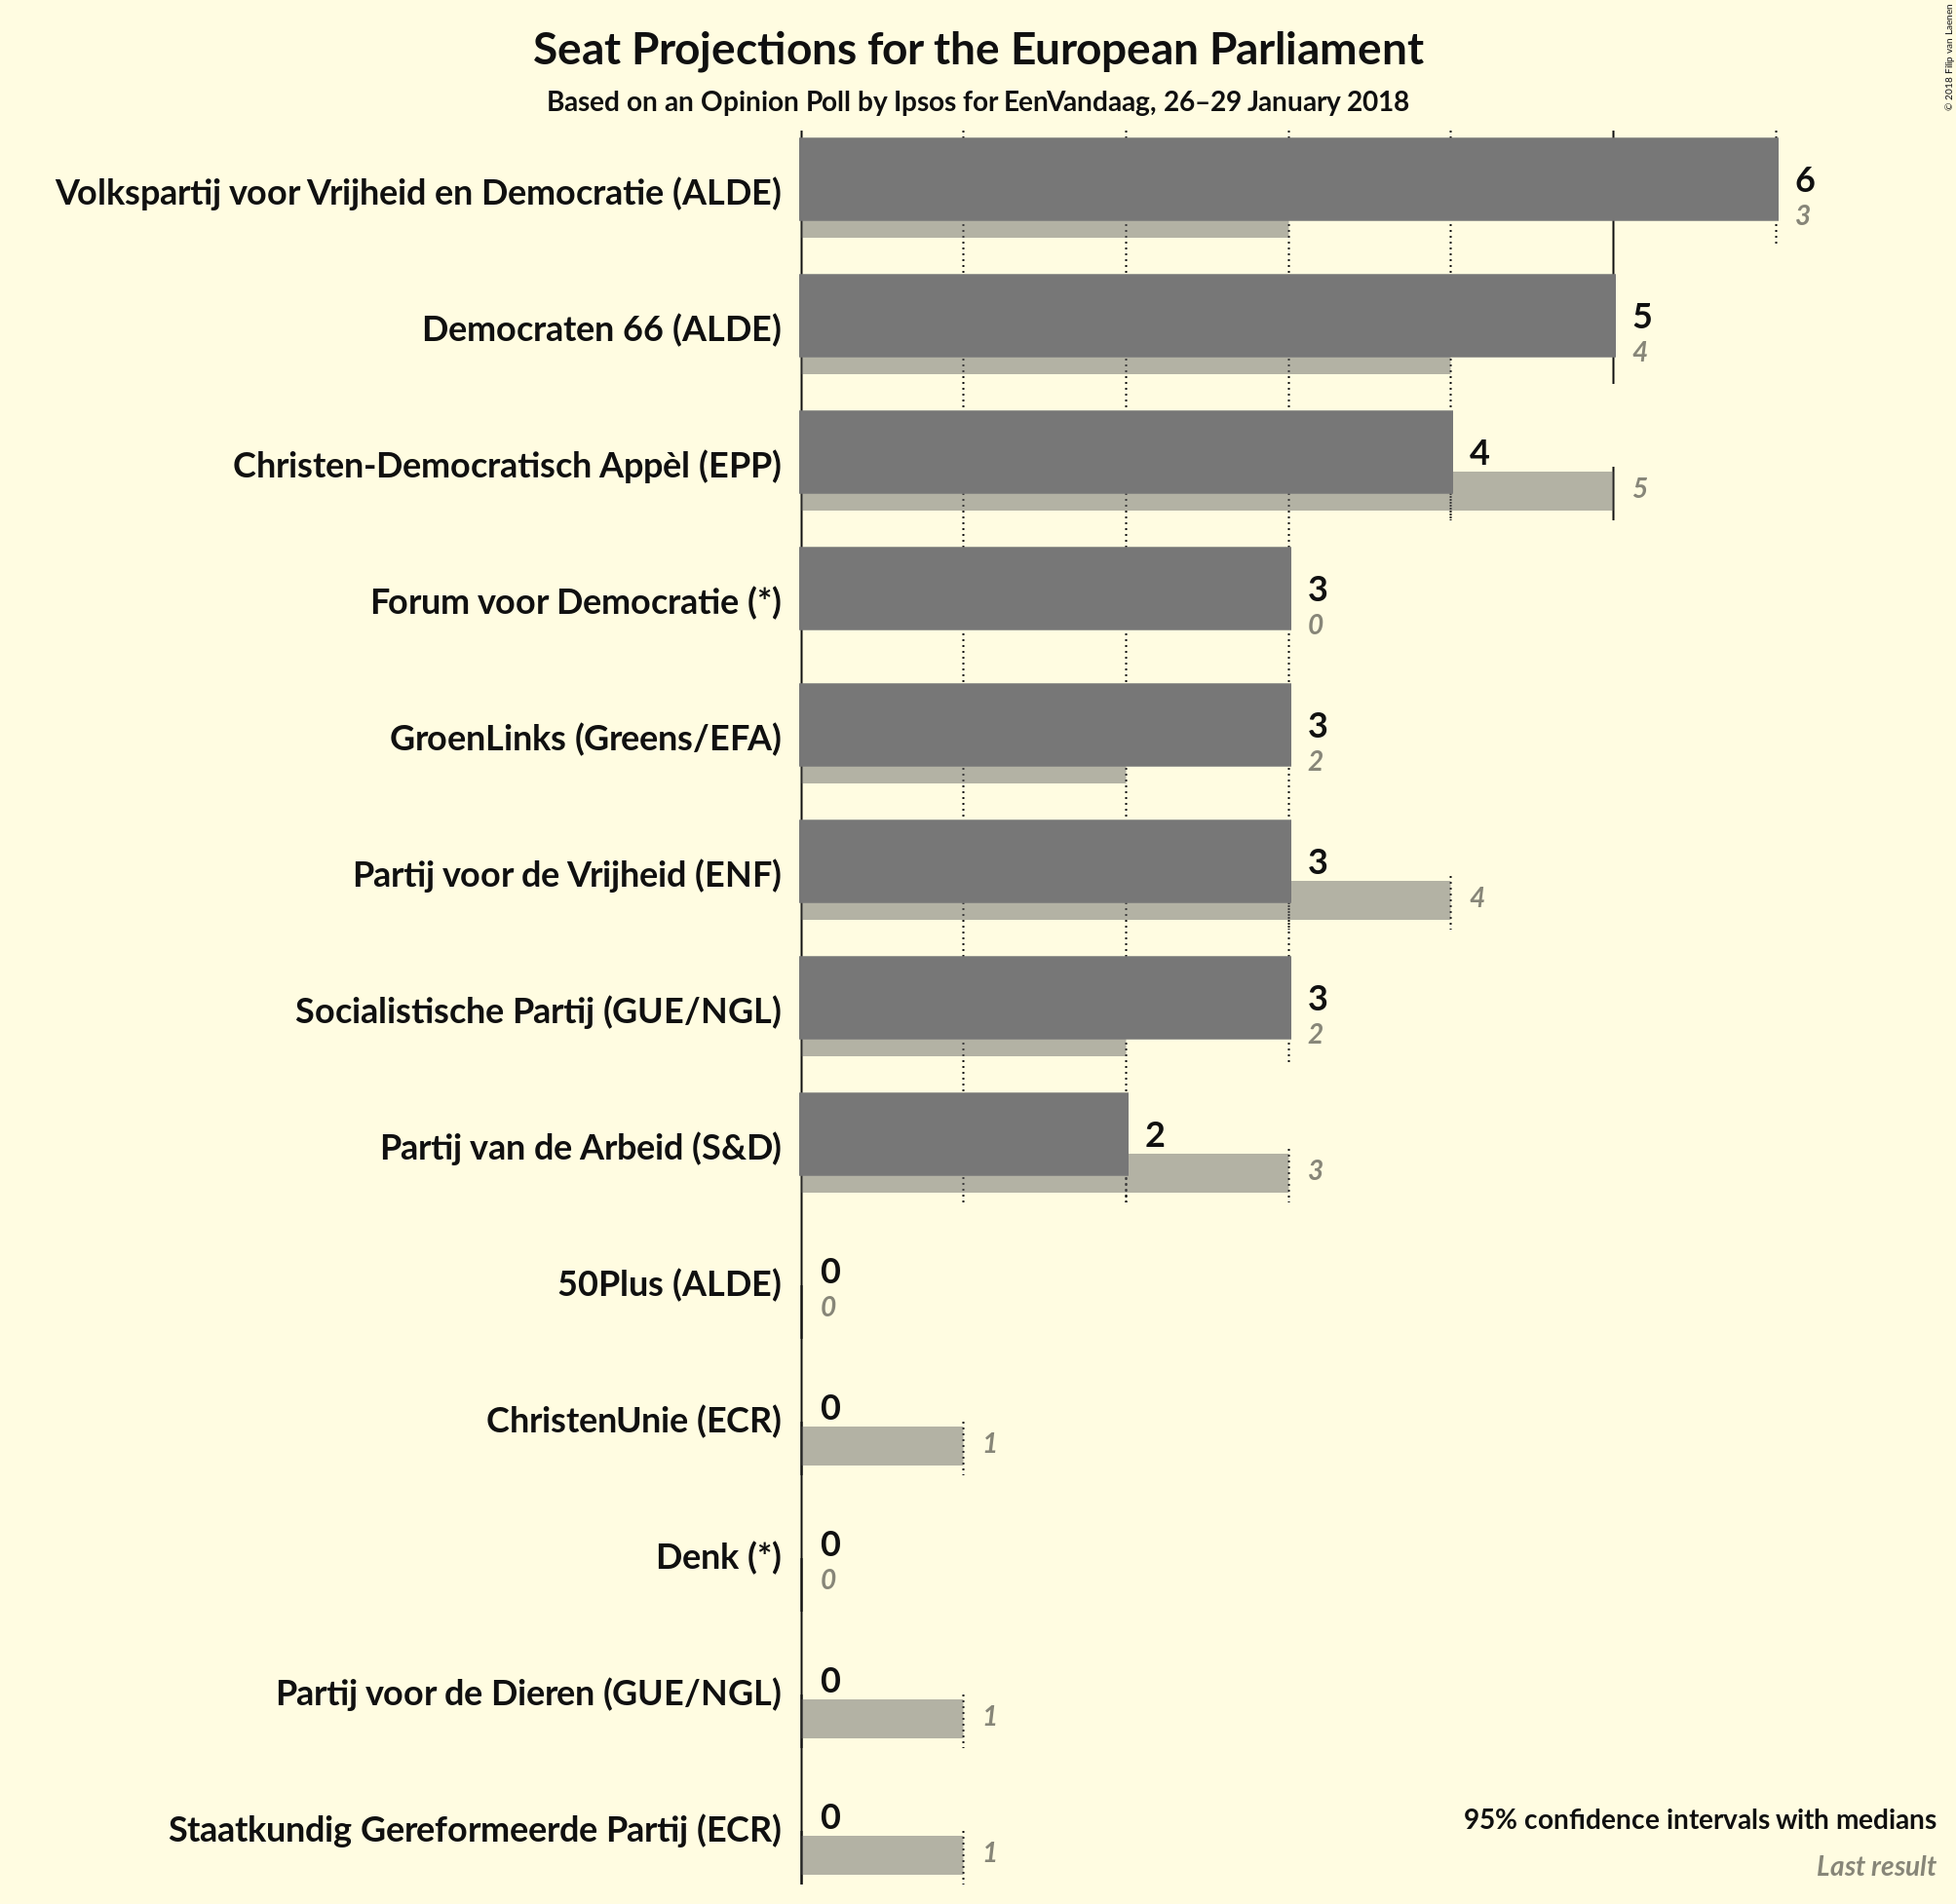 Seat Projections for the European Parliament
Based on an Opinion Poll by Ipsos for EenVandaag, 26–29 January 2018
© 2018 Filip van Laenen
Volkspartij voor Vrijheid en Democratie (ALDE)
6
3
Democraten 66 (ALDE)
5
4
Christen-Democratisch Appèl (EPP)
4
5
Forum voor Democratie (*)
3
0
GroenLinks (Greens/EFA)
3
2
Partij voor de Vrijheid (ENF)
3
4
Socialistische Partij (GUE/NGL)
3
2
Partij van de Arbeid (S&D)
2
3
50Plus (ALDE)
0
0
ChristenUnie (ECR)
0
1
Denk (*)
0
0
Partij voor de Dieren (GUE/NGL)
0
1
Staatkundig Gereformeerde Partij (ECR)
0
1
95% confidence intervals with medians
Last result